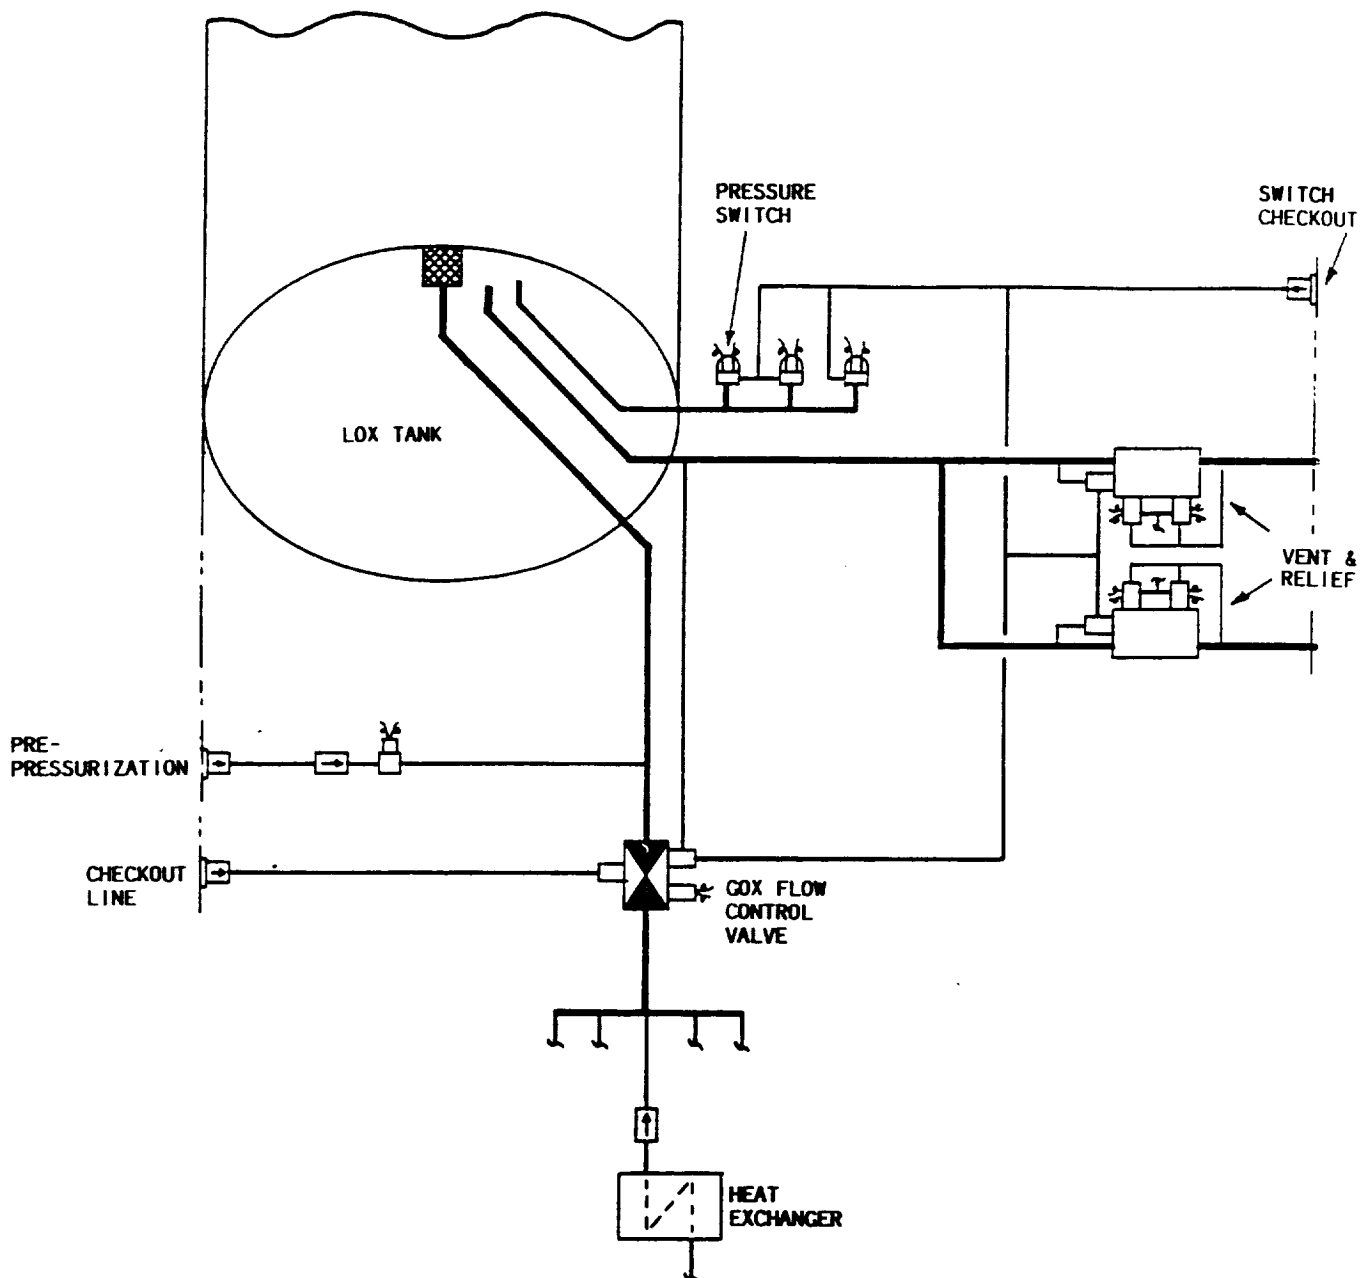 PRESSURE
SWITCH
SWITCH
CHECKOUT
LOX TANK
VENT &
RELIEF
PRE-
PRESSURIZATION
CHECKOUT
LINE
GOX FLOW
CONTROL
VALVE
HEAT
EXCHANGER